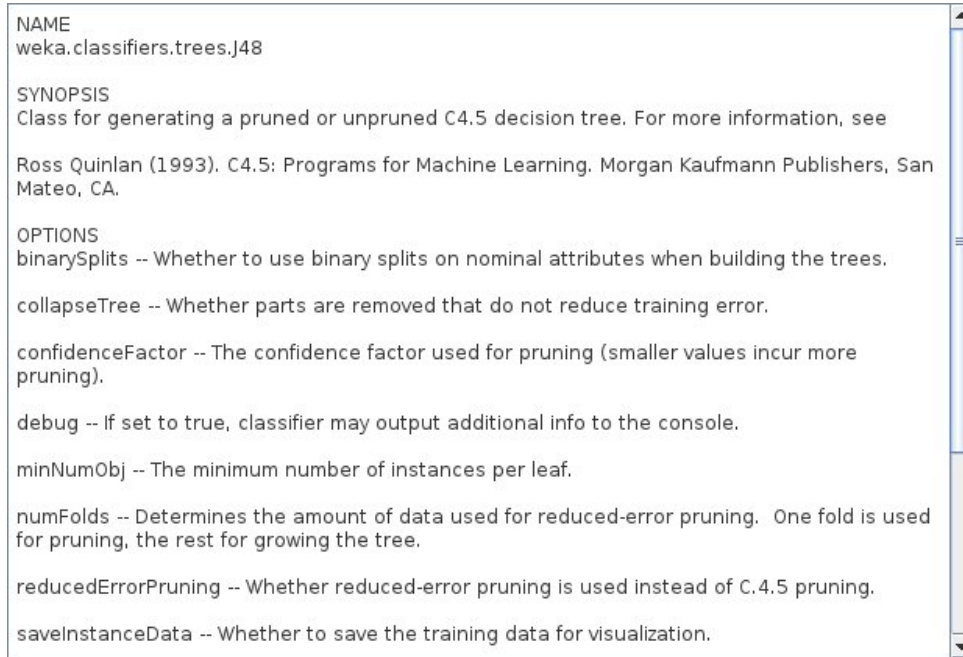 NAME
weka.classifiers.trees.J48
SYNOPSIS
Class for generating a pruned or unpruned C4.5 decision tree. For more information, see
Ross Quinlan (1993). C4.5: Programs for Machine Learning. Morgan Kaufmann Publishers, San
Mateo, CA.
OPTIONS
binarySplits -- Whether to use binary splits on nominal attributes when building the trees.
collapseTree -- Whether parts are removed that do not reduce training error.
confidenceFactor -- The confidence factor used for pruning (smaller values incur more
pruning).
debug -- If set to true, classifier may output additional info to the console.
minNumObj -- The minimum number of instances per leaf.
numFolds -- Determines the amount of data used for reduced-error pruning.  One fold is used
for pruning, the rest for growing the tree.
reducedErrorPruning -- Whether reduced-error pruning is used instead of C.4.5 pruning.
saveInstanceData -- Whether to save the training data for visualization.